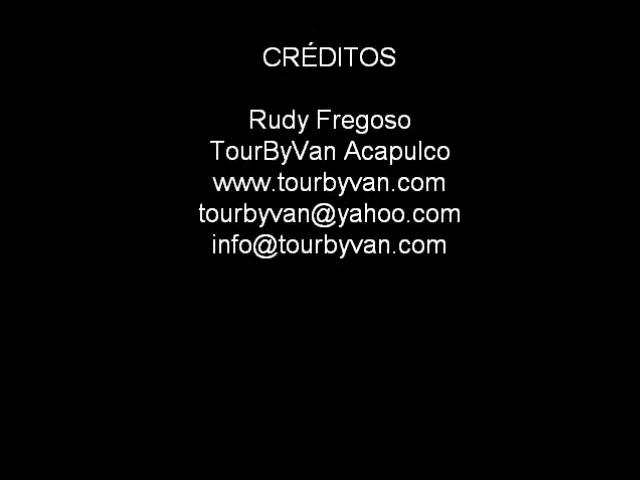 CRÉDITOS
Rudy Fregoso
TourByVan Acapulco
www.tourbyvan.com
tourbyvan@yahoo.com
info@tourbyvan.com